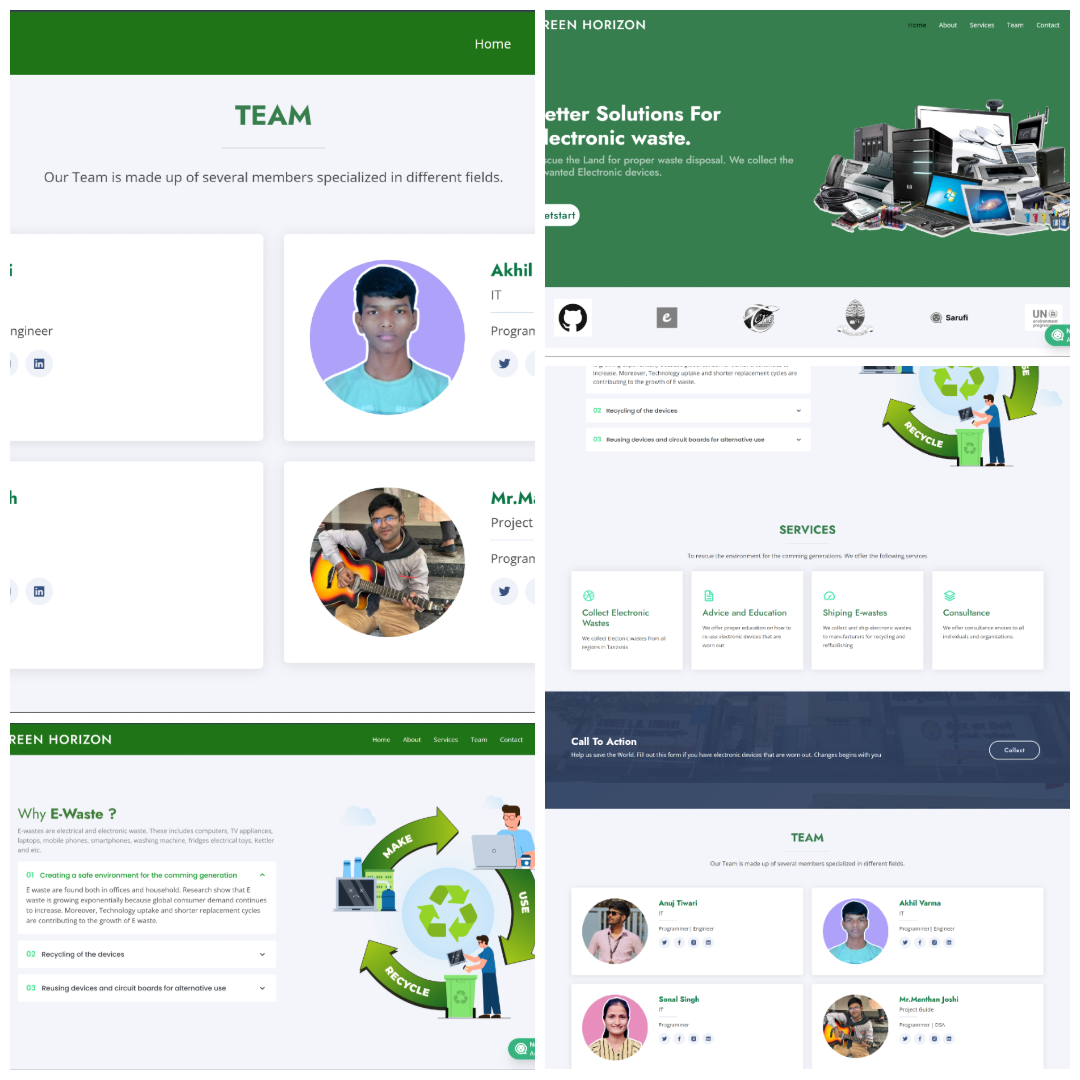 Home
TEAM
Our Team is made up of several members specialized in different fields.
i
Akhil
IT
ngineer
Program
h
Mr.Ma
Project
Program
REEN HORIZON
Home About Services Team Contact
Why E-Waste ?
E-wastes are electrical and electronic waste. These includes computers, TV appliances,
laptops, mobile phones, smartphones, washing machine, fridges electrical toys, Kettler
and etc.
01 Creating a safe environment for the comming generation
E waste are found both in offices and household. Research show that E
waste is growing exponentially because global consumer demand continues
to increase. Moreover, Technology uptake and shorter replacement cycles
are contributing to the growth of E waste.
02 Recycling of the devices
03 Reusing devices and circuit boards for alternative use
MAKE
USE
RECYCLE
REEN HORIZON
Home About Services Team Contact
etter Solutions For
lectronic waste.
scue the Land for proper waste disposal. We collect the
wanted Electronic devices.
etstart
Sarufi
UN
environment
programme
increase. Moreover, Technology uptake and shorter replacement cycles are
contributing to the growth of E waste.
02 Recycling of the devices
03 Reusing devices and circuit boards for alternative use
SE
RECYCLE
SERVICES
To rescue the environment for the comming generations. We offer the following services
Collect Electronic
Wastes
We collect Electonic wastes from all
regions in Tanzania
Advice and Education
We offer proper education on how to
re-use electronic devices that are
worn out
Shiping E-wastes
We collect and ship electronic wastes
to manufacturers for recycling and
reffubilishing
Consultance
We offer consultance envises to all
individuals and organisations.
Call To Action
Help us save the World. Fill out this form if you have electronic devices that are worn out. Changes begins with you
Collect
TEAM
Our Team is made up of several members specialized in different fields.
Anuj Tiwari
IT
Programmer| Engineer
Akhil Varma
IT
Programmer| Engineer
Sonal Singh
IT
Programmer
Mr.Manthan Joshi
Project Guide
Programmer | DSA